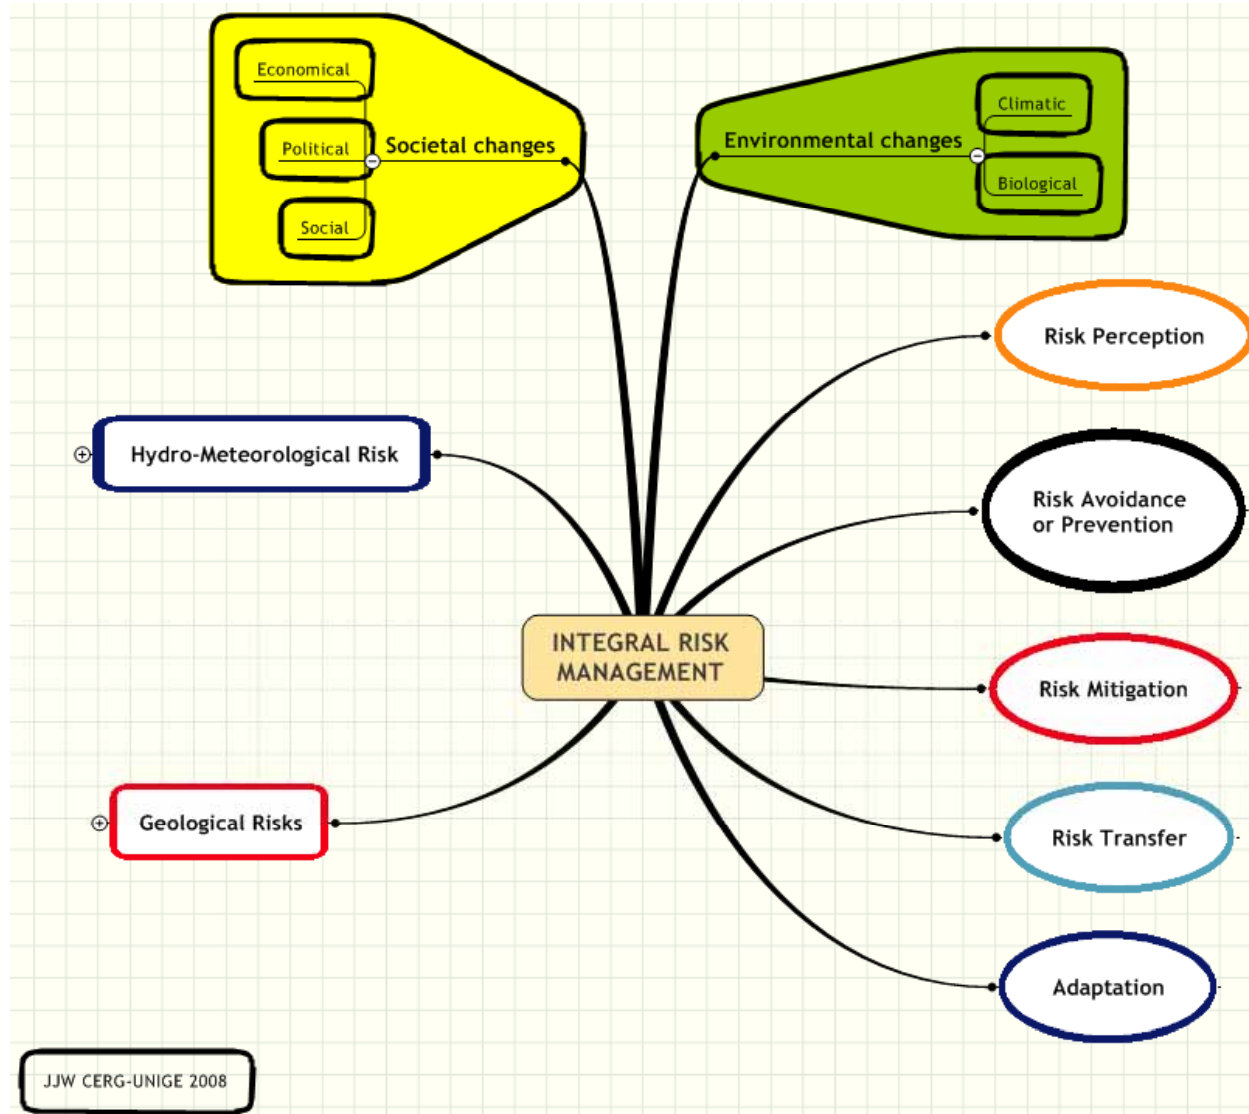 Economical
Political
Social
Societal changes
Environmental changes
Climatic
Biological
Risk Perception
Hydro-Meteorological Risk
Risk Avoidance
or Prevention
INTEGRAL RISK
MANAGEMENT
Risk Mitigation
Geological Risks
Risk Transfer
Adaptation
JJW CERG-UNIGE 2008